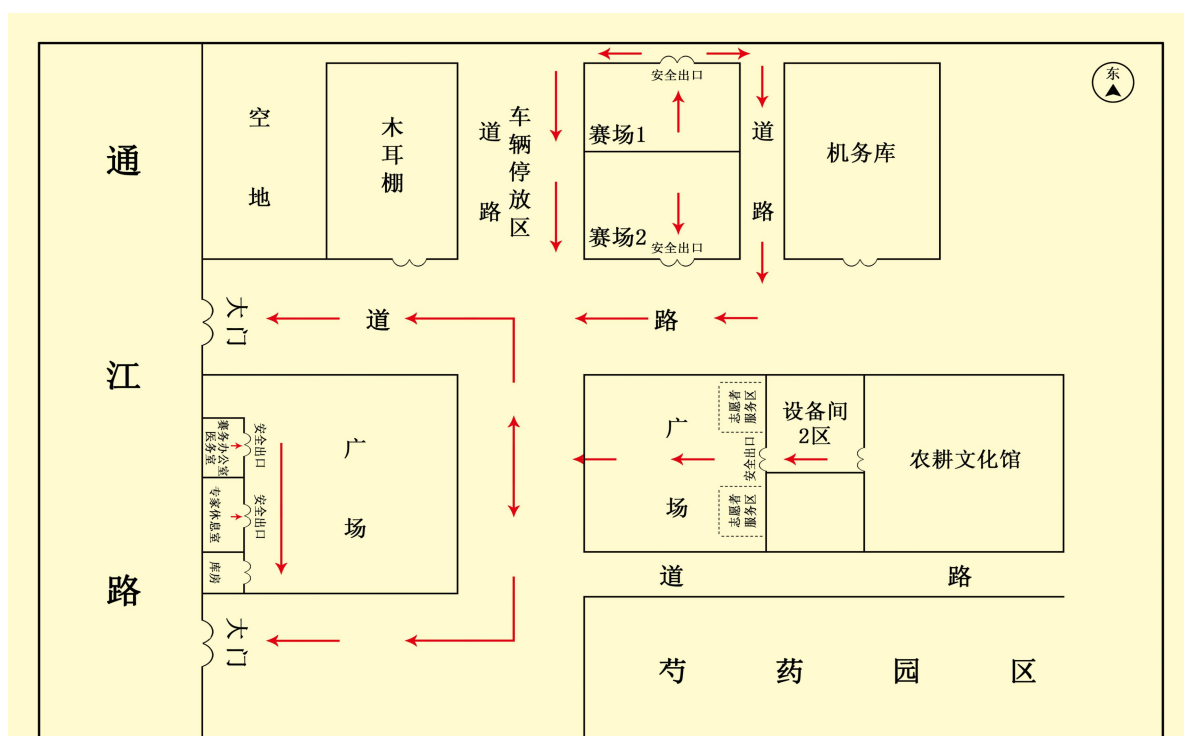 通江路
空地
木耳棚
道路
车辆停放区
安全出口
赛场1
赛场2
安全出口
道路
机务库
东
大门
道路
赛务办公室
医务室
安全出口
专家休息室
安全出口
库房
广场
大门
广场
志愿者
服务区
安全出口
志愿者
服务区
设备间
2区
农耕文化馆
道路
芍药园区